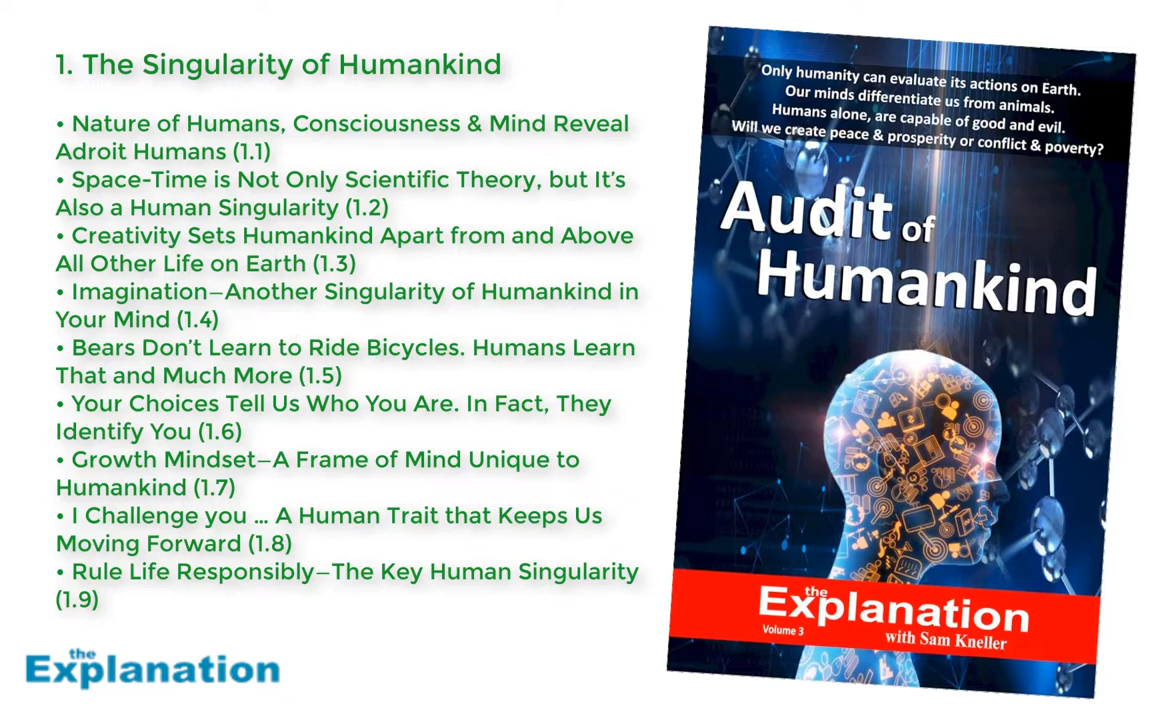 1. The Singularity of Humankind
• Nature of Humans, Consciousness & Mind Reveal
Adroit Humans (1.1)
• Space-Time is Not Only Scientific Theory, but It's
Also a Human Singularity (1.2)
• Creativity Sets Humankind Apart from and Above
All Other Life on Earth (1.3)
• Imagination—Another Singularity of Humankind in
Your Mind (1.4)
• Bears Don't Learn to Ride Bicycles. Humans Learn
That and Much More (1.5)
• Your Choices Tell Us Who You Are. In Fact, They
Identify You (1.6)
• Growth Mindset—A Frame of Mind Unique to
Humankind (1.7)
• I Challenge you ... A Human Trait that Keeps Us
Moving Forward (1.8)
• Rule Life Responsibly—The Key Human Singularity
(1.9)
the
Explanation
Only humanity can evaluate its actions on Earth.
Our minds differentiate us from animals.
Humans alone, are capable of good and evil.
Will we create peace & prosperity or conflict & poverty?
Audit of
Humankind
the
Explanation
Volume 3
with Sam Kneller